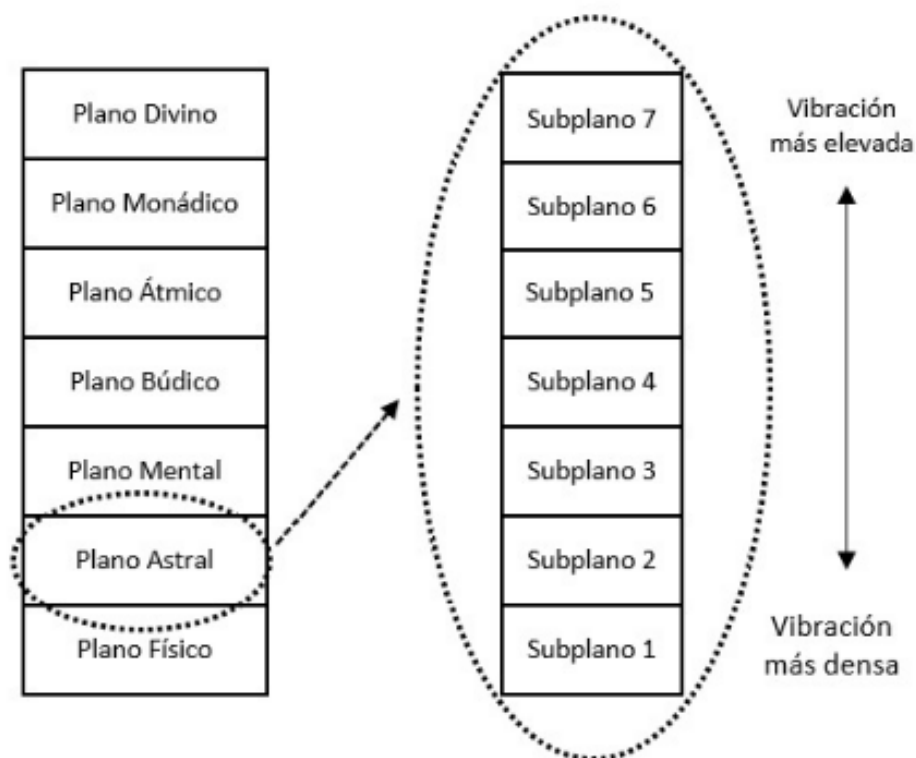 Plano Divino
Plano Monádico
Plano Átmico
Plano Búdico
Plano Mental
Plano Astral
Plano Físico
Subplano 7
Subplano 6
Subplano 5
Subplano 4
Subplano 3
Subplano 2
Subplano 1
Vibración
más elevada
Vibración
más densa